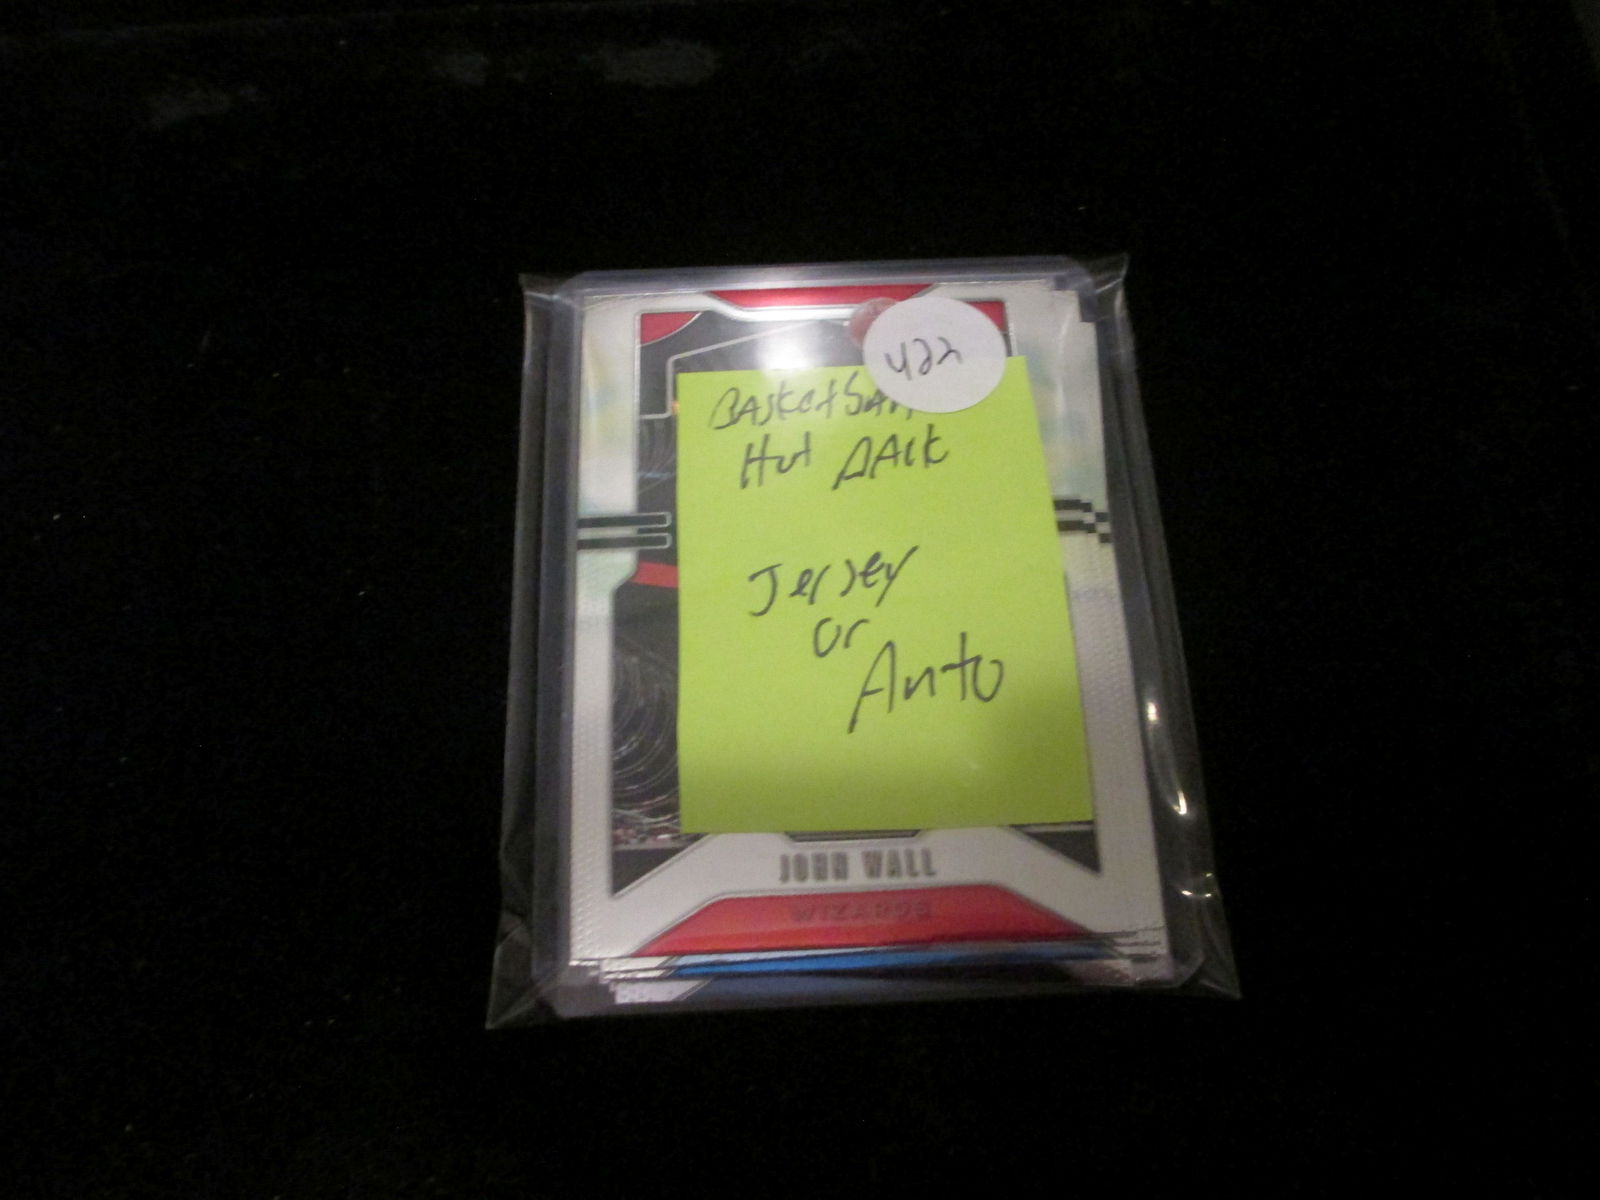 422
Basketball
Hot Pack
Jersey
or
Auto
JOHN WALL
WIZARDS